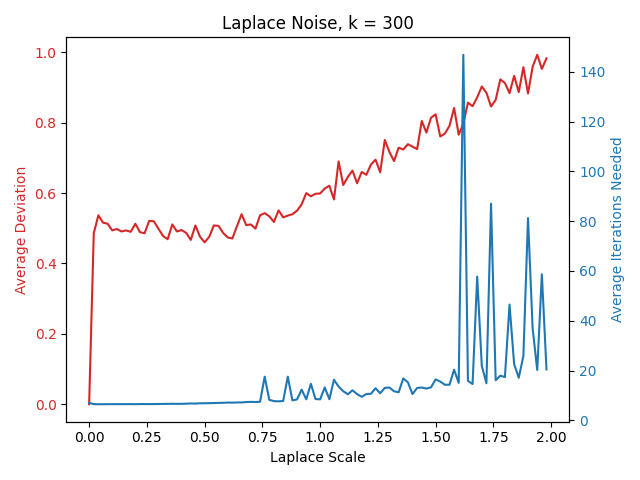 Laplace Noise, k = 300
Average Deviation
1.0
0.8
0.6
0.4
0.2
0.0
140
120
100
80
60
40
20
0
Average Iterations Needed
0.00 0.25 0.50 0.75 1.00 1.25 1.50 1.75 2.00
Laplace Scale